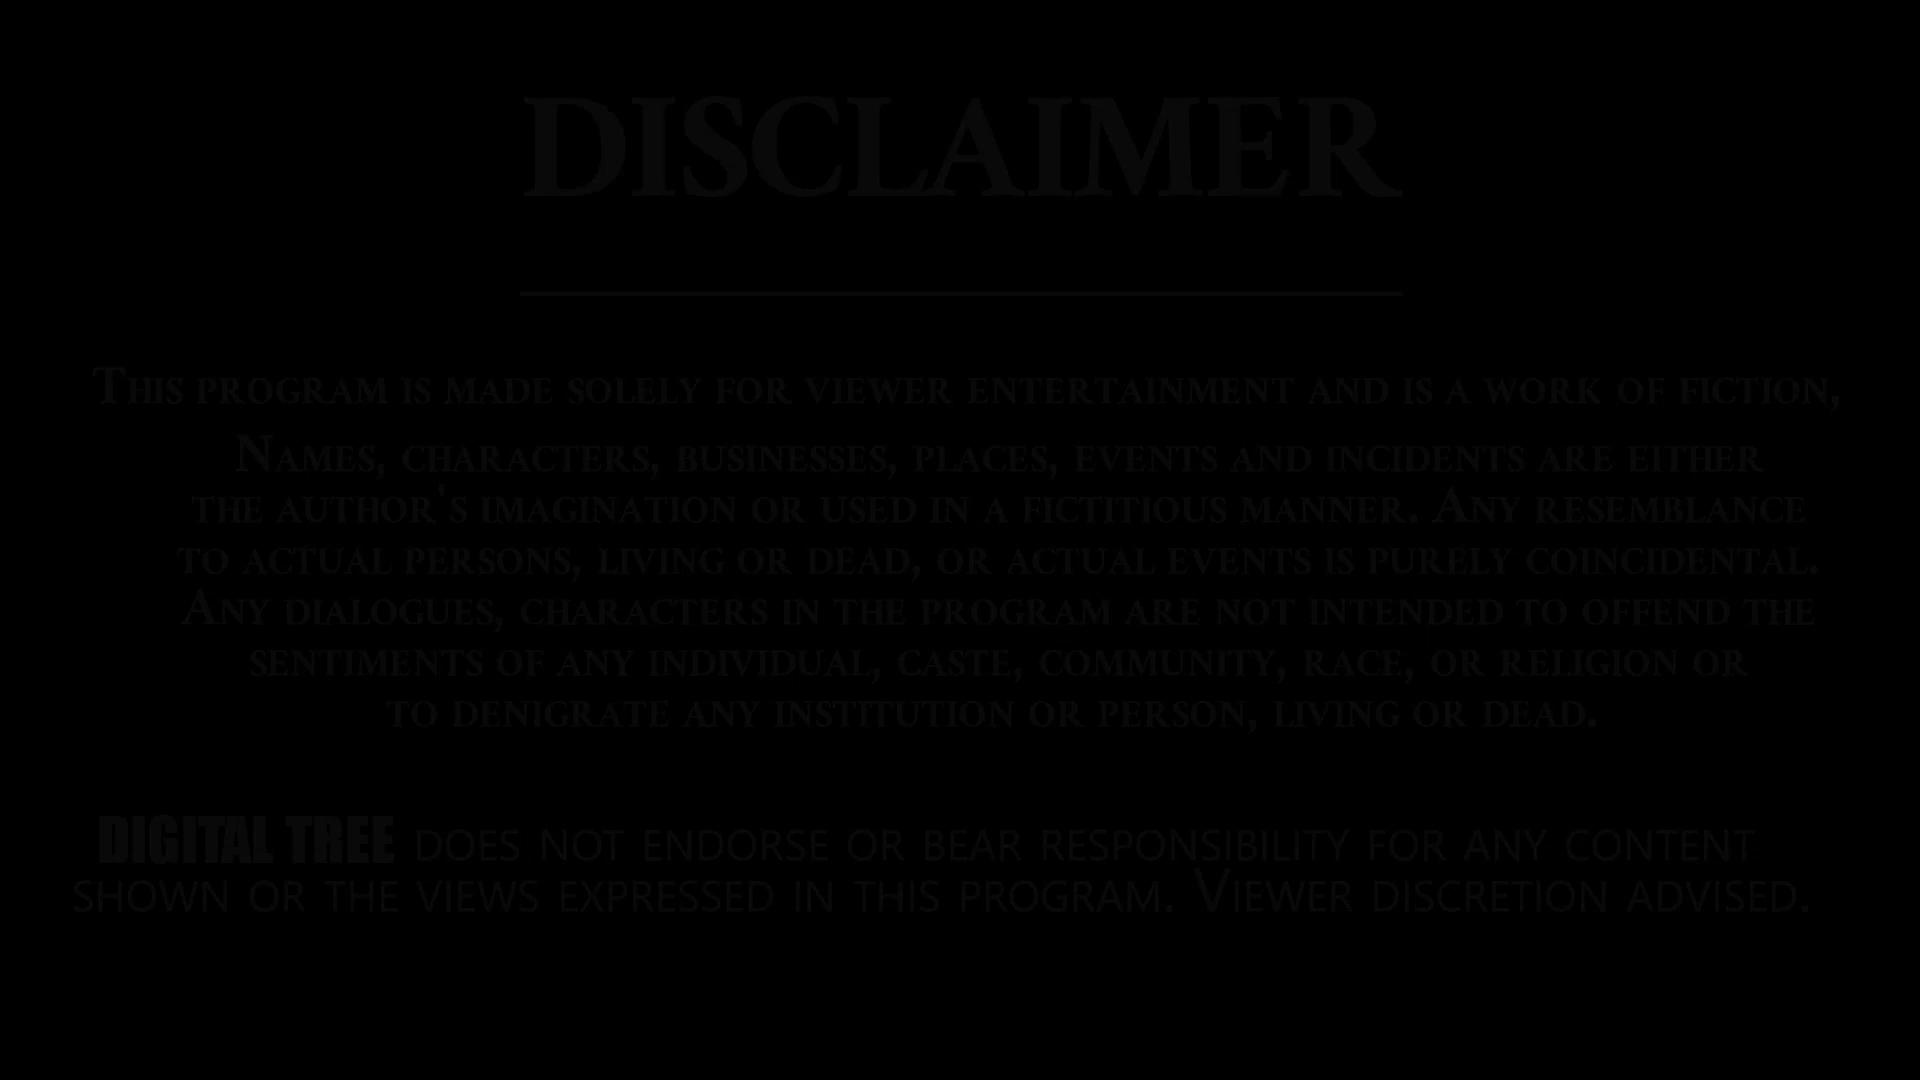 DISCLAIMER
This program is made solely for viewer entertainment and is a work of fiction,
Names, characters, businesses, places, events and incidents are either
the author's imagination or used in a fictitious manner. Any resemblance
to actual persons, living or dead, or actual events is purely coincidental.
Any dialogues, characters in the program are not intended to offend the
sentiments of any individual, caste, community, race, or religion or
to denigrate any institution or person, living or dead.
DIGITAL TREE does not endorse or bear responsibility for any content
shown or the views expressed in this program. Viewer discretion advised.